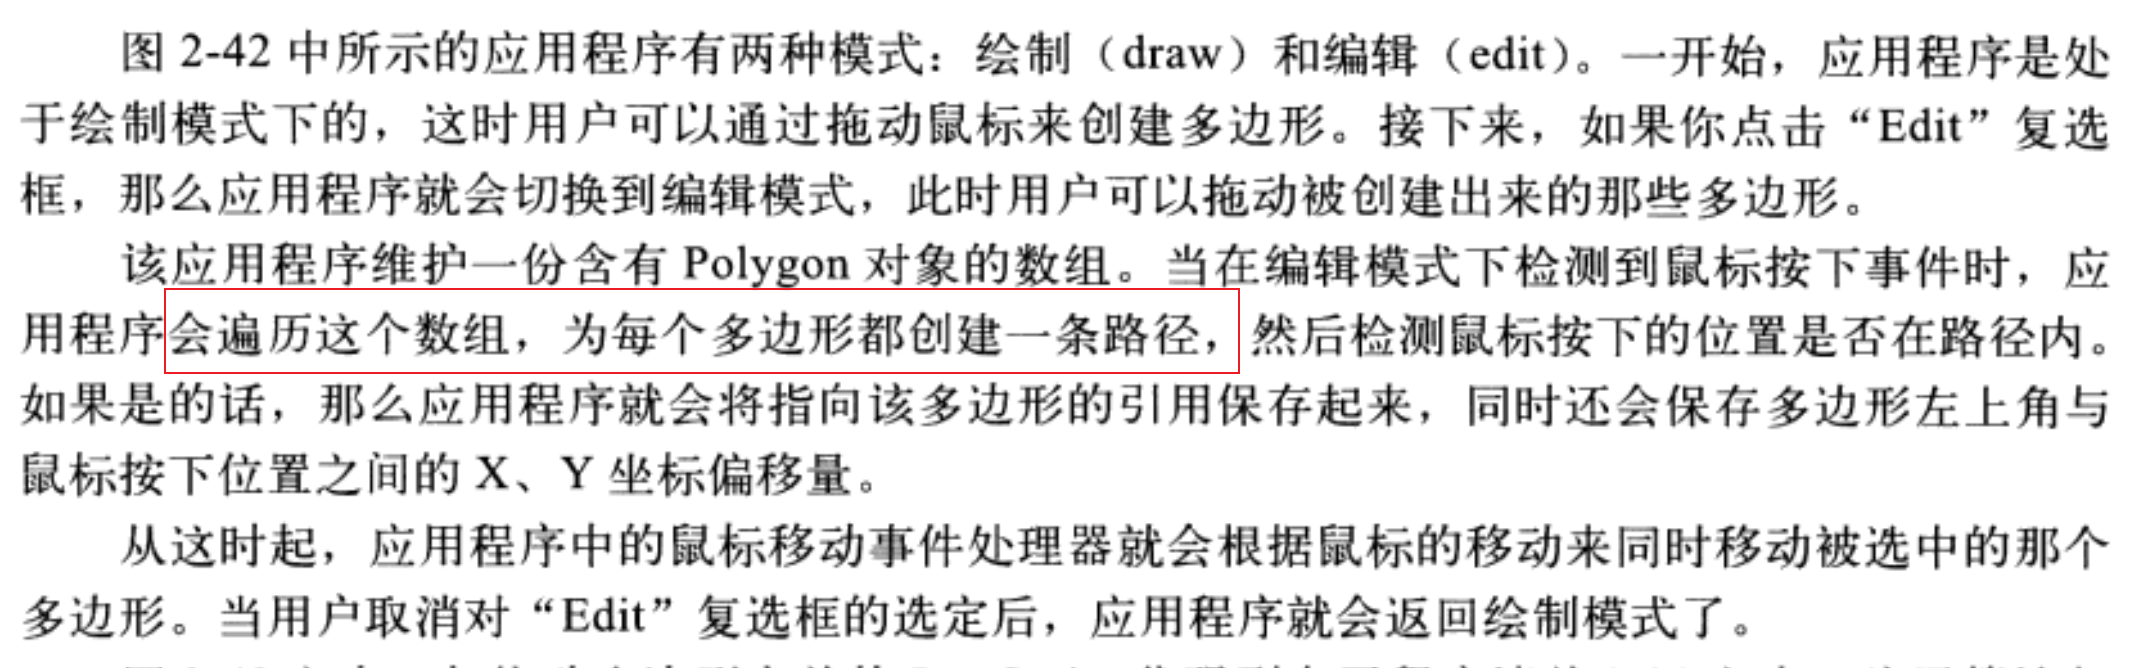 图 2-42 中所示的应用程序有两种模式：绘制（draw）和编辑（edit）。一开始，应用程序是处
于绘制模式下的，这时用户可以通过拖动鼠标来创建多边形。接下来，如果你点击“Edit”复选
框，那么应用程序就会切换到编辑模式，此时用户可以拖动被创建出来的那些多边形。
该应用程序维护一份含有 Polygon 对象的数组。当在编辑模式下检测到鼠标按下事件时，应
用程序会遍历这个数组，为每个多边形都创建一条路径，然后检测鼠标按下的位置是否在路径内。
如果是的话，那么应用程序就会将指向该多边形的引用保存起来，同时还会保存多边形左上角与
鼠标按下位置之间的 X、Y 坐标偏移量。
从这时起，应用程序中的鼠标移动事件处理器就会根据鼠标的移动来同时移动被选中的那个
多边形。当用户取消对“Edit”复选框的选定后，应用程序就会返回绘制模式了。